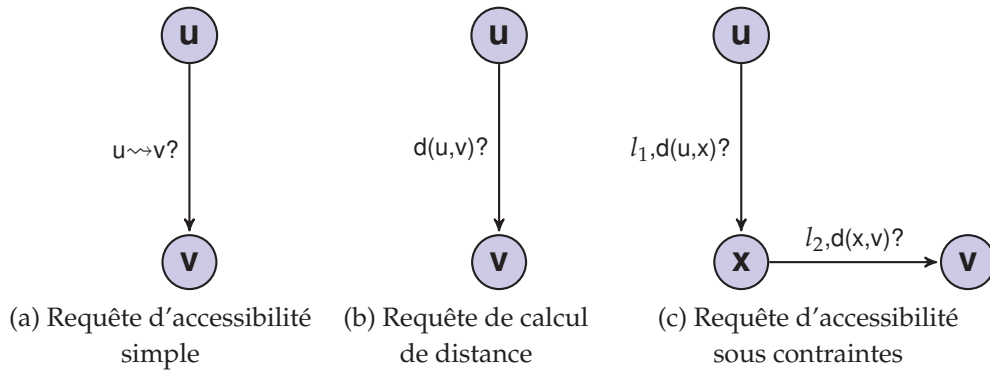 u u u
u⇝v? d(u,v)? l1,d(u,x)?
l2,d(x,v)?
v v x v
(a) Requête d'accessibilité (b) Requête de calcul (c) Requête d'accessibilité
simple de distance sous contraintes